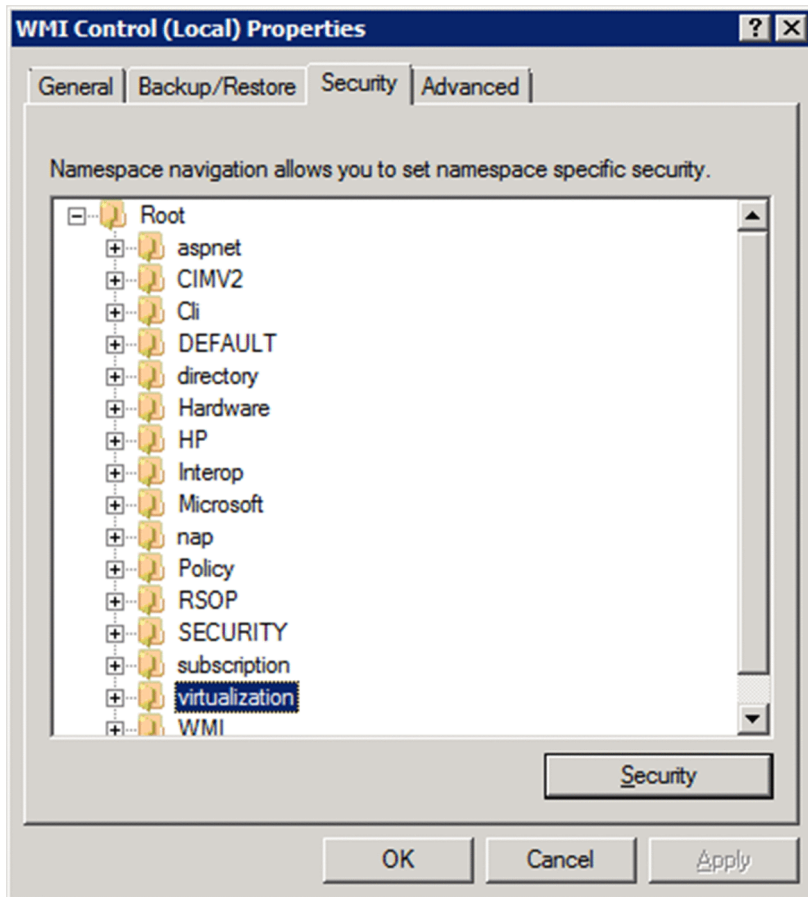 WMI Control (Local) Properties
General Backup/Restore Security Advanced
Namespace navigation allows you to set namespace specific security.
Root
aspnet
CIMV2
Cli
DEFAULT
directory
Hardware
HP
Interop
Microsoft
nap
Policy
RSOP
SECURITY
subscription
virtualization
WMI
Security
OK Cancel Apply